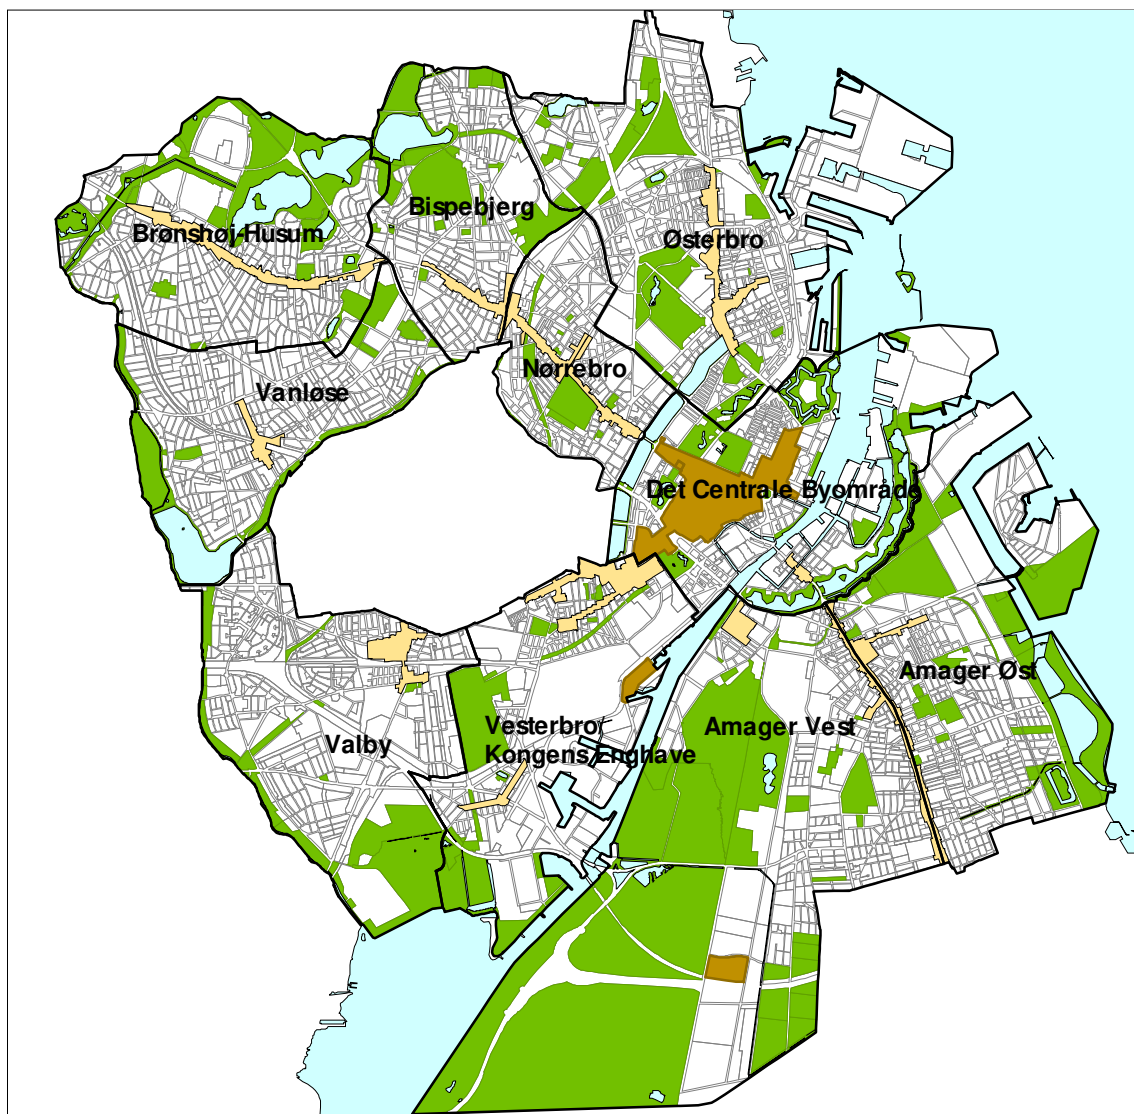 Bispebjerg
Brønshøj-Husum
Østerbro
Nørrebro
Vanløse
Det Centrale Byområde
Amager Øst
Vesterbro/
Kongens Enghave
Amager Vest
Valby